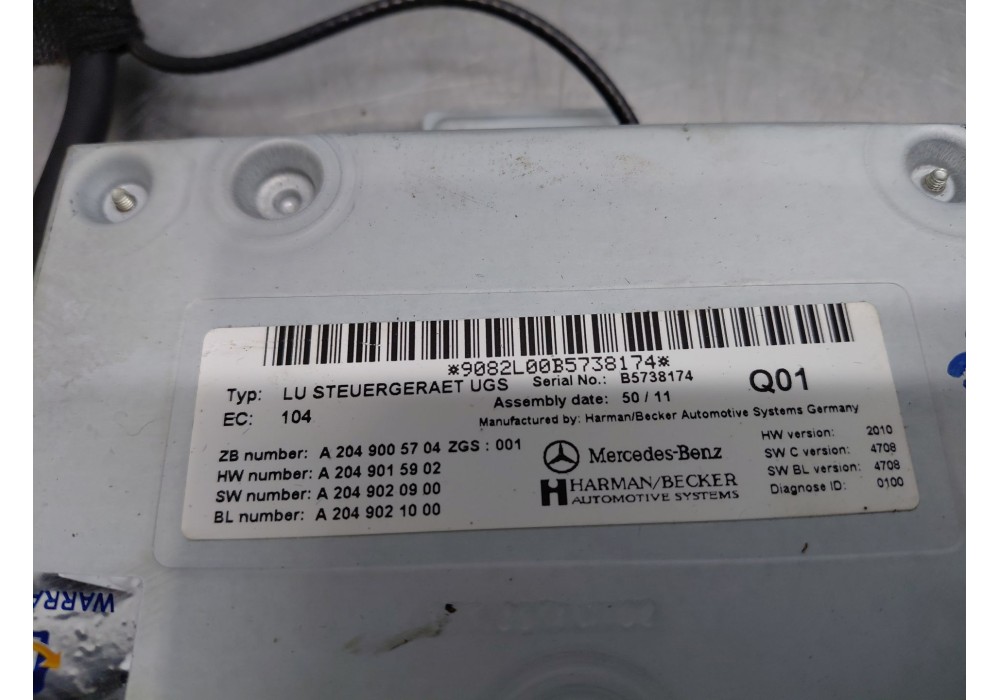 *9082L00B5738174*
Typ: LU STEUERGERAET UGS Serial No.: B5738174 Q01
EC: 104 Assembly date: 50 / 11
Manufactured by: Harman/Becker Automotive Systems Germany
ZB number: A 204 900 57 04 ZGS : 001
HW number: A 204 901 59 02
SW number: A 204 902 09 00
BL number: A 204 902 10 00
Mercedes-Benz
HARMAN/BECKER
AUTOMOTIVE SYSTEMS
HW version: 2010
SW C version: 4708
SW BL version: 4708
Diagnose ID: 0100
WARRA